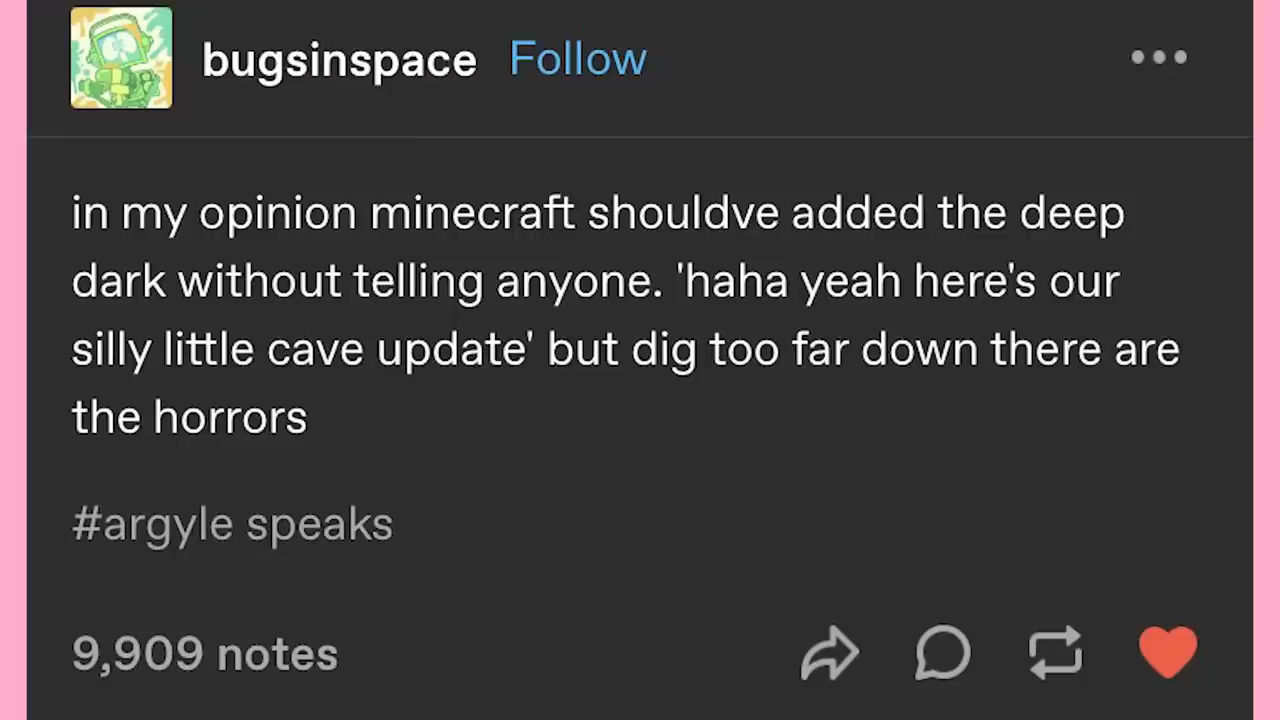 bugsinspace Follow
in my opinion minecraft shouldve added the deep
dark without telling anyone. 'haha yeah here's our
silly little cave update' but dig too far down there are
the horrors
#argyle speaks
9,909 notes